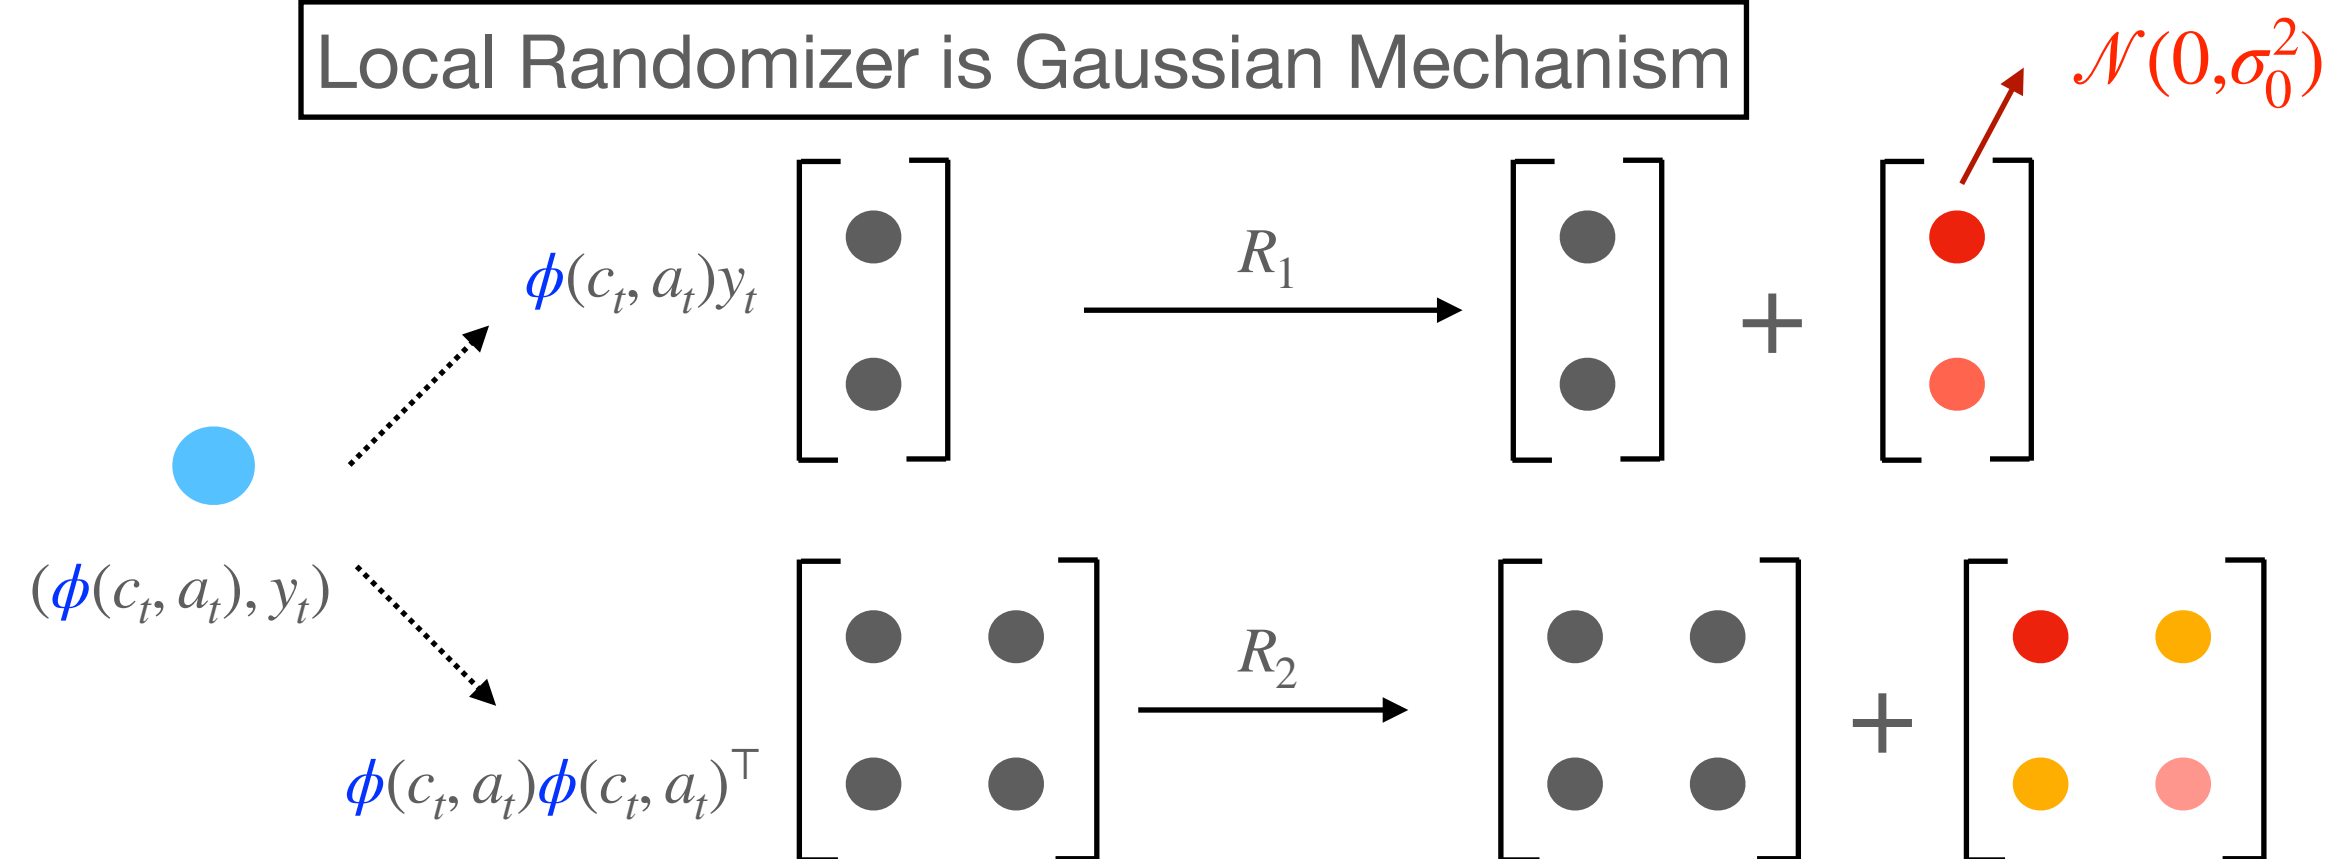 Local Randomizer is Gaussian Mechanism
𝒩(0,σ₀²)
ϕ(cₜ, aₜ)yₜ
R₁
+
(ϕ(cₜ, aₜ), yₜ)
R₂
+
ϕ(cₜ, aₜ)ϕ(cₜ, aₜ)⊤